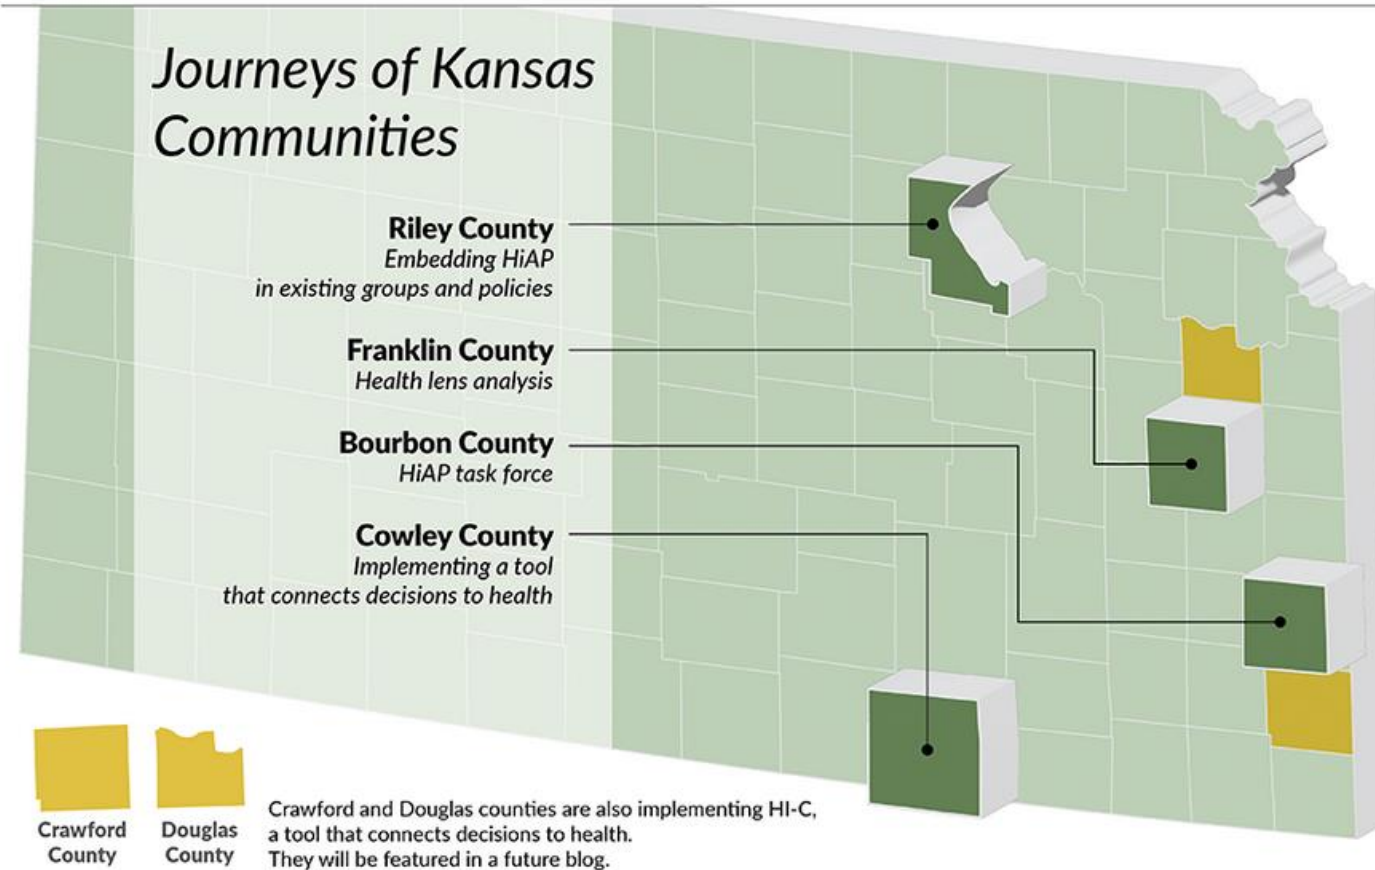 Journeys of Kansas
Communities
Riley County
Embedding HiAP
in existing groups and policies
Franklin County
Health lens analysis
Bourbon County
HiAP task force
Cowley County
Implementing a tool
that connects decisions to health
Crawford
County
Douglas
County
Crawford and Douglas counties are also implementing HI-C,
a tool that connects decisions to health.
They will be featured in a future blog.